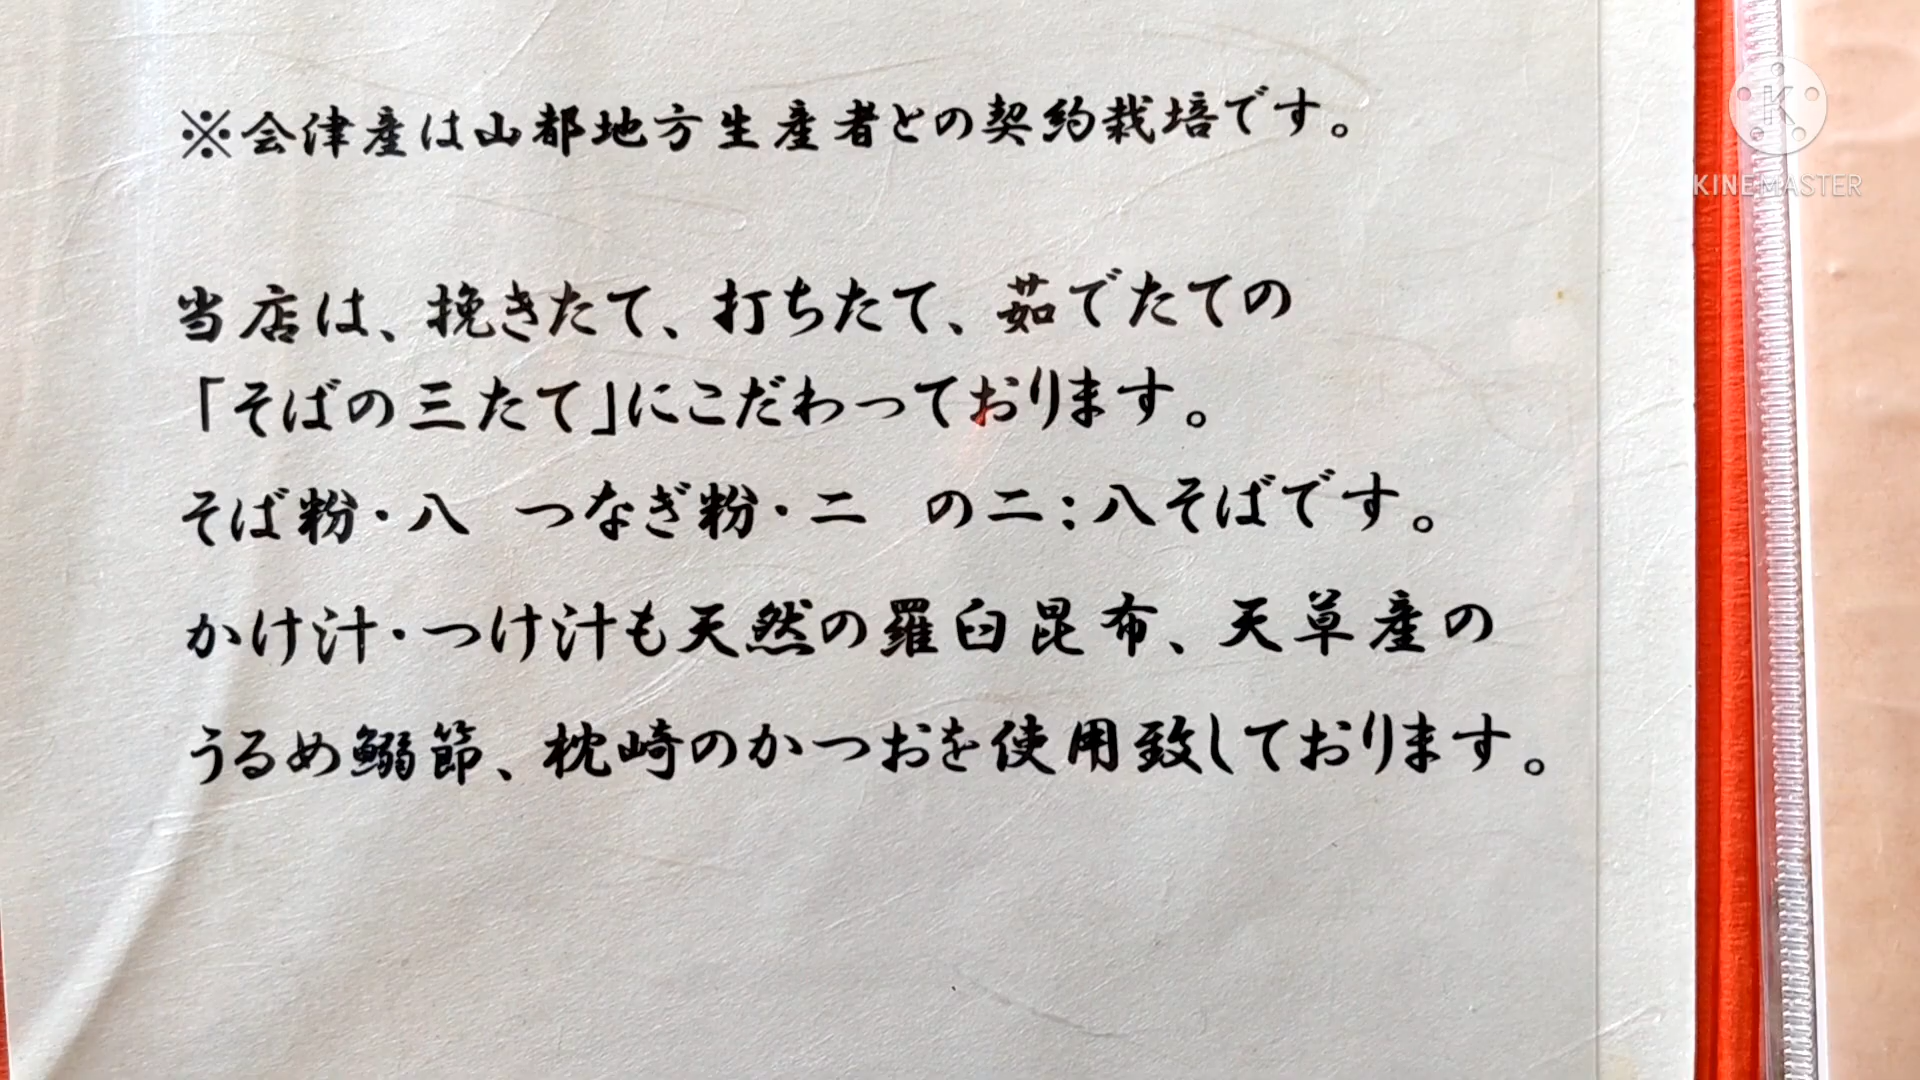 ※会津産は山都地方生産者との契約栽培です。
当店は、挽きたて、打ちたて、茹でたての
「そばの三たて」にこだわっております。
そば粉・八　つなぎ粉・二　の二:八そばです。
かけ汁・つけ汁も天然の羅臼昆布、天草産の
うるめ鰯節、枕崎のかつおを使用致しております。
K
KINEMASTER